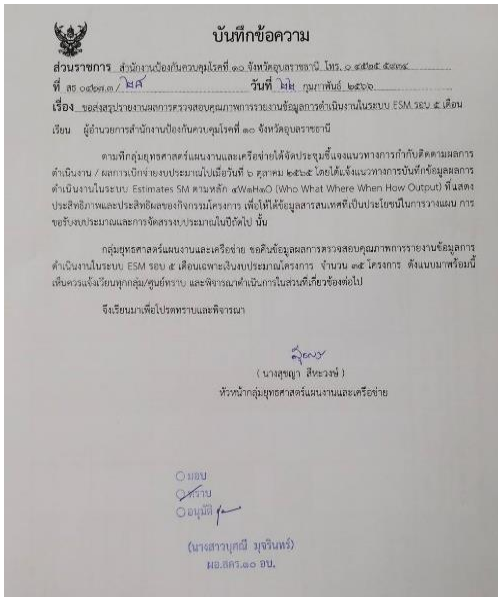 บันทึกข้อความ
ส่วนราชการ สำนักงานป้องกันควบคุมโรคที่ ๑๐ จังหวัดอุบลราชธานี โทร. ๐ ๔๕๒๕ ๕๙๓๔
ที่ สธ ๐๔๒๗.๓/ วันที่ ๒๒ กุมภาพันธ์ ๒๕๖๖
เรื่อง ขอส่งสรุปรายงานผลการตรวจสอบคุณภาพการรายงานข้อมูลการดำเนินงานในระบบ ESM รอบ ๕ เดือน
เรียน ผู้อำนวยการสำนักงานป้องกันควบคุมโรคที่ ๑๐ จังหวัดอุบลราชธานี
ตามที่กลุ่มยุทธศาสตร์แผนงานและเครือข่ายได้จัดประชุมชี้แจงแนวทางการกำกับติดตามผลการ
ดำเนินงาน / ผลการเบิกจ่ายงบประมาณไปเมื่อวันที่ ๖ ตุลาคม ๒๕๖๕ โดยได้แจ้งแนวทางการบันทึกข้อมูลผลการ
ดำเนินงานในระบบ Estimates SM ตามหลัก ๔W๑H๑O (Who What Where When How Output) ที่แสดง
ประสิทธิภาพและประสิทธิผลของกิจกรรมโครงการ เพื่อให้ได้ข้อมูลสารสนเทศที่เป็นประโยชน์ในการวางแผน การ
ขอรับงบประมาณและการจัดสรรงบประมาณในปีถัดไป นั้น
กลุ่มยุทธศาสตร์แผนงานและเครือข่าย ขอคืนข้อมูลผลการตรวจสอบคุณภาพการรายงานข้อมูลการ
ดำเนินงานในระบบ ESM รอบ ๕ เดือนเฉพาะเงินงบประมาณโครงการ จำนวน ๓๕ โครงการ ดังแนบมาพร้อมนี้
เห็นควรแจ้งเวียนทุกกลุ่ม/ศูนย์ทราบ และพิจารณาดำเนินการในส่วนที่เกี่ยวข้องต่อไป
จึงเรียนมาเพื่อโปรดทราบและพิจารณา
( นางสุชญา สีหะวงษ์ )
หัวหน้ากลุ่มยุทธศาสตร์แผนงานและเครือข่าย
มอบ
ทราบ
อนุมัติ
(นางสาวบุศณี มุจรินทร์)
ผอ.สคร.๑๐ อบ.